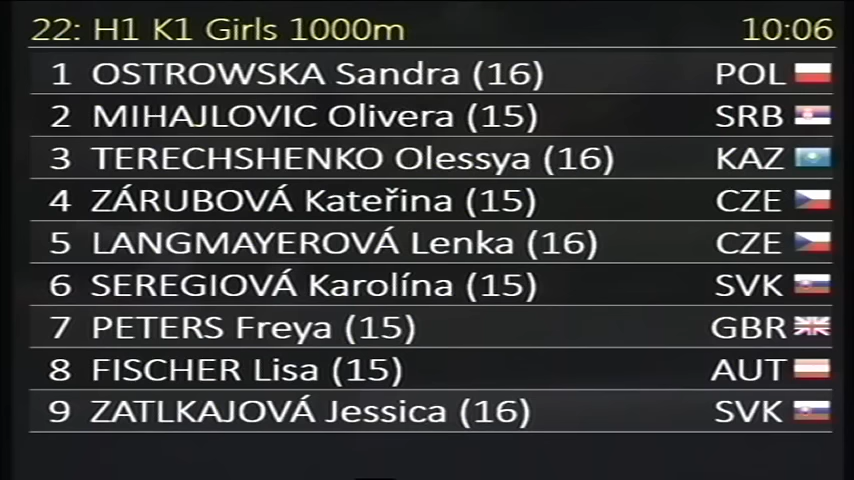 22: H1 K1 Girls 1000m 10:06
1 OSTROWSKA Sandra (16) POL
2 MIHAJLOVIC Olivera (15) SRB
3 TERECHSHENKO Olessya (16) KAZ
4 ZÁRUBOVÁ Kateřina (15) CZE
5 LANGMAYEROVÁ Lenka (16) CZE
6 SEREGIOVÁ Karolína (15) SVK
7 PETERS Freya (15) GBR
8 FISCHER Lisa (15) AUT
9 ZATLKAJOVÁ Jessica (16) SVK